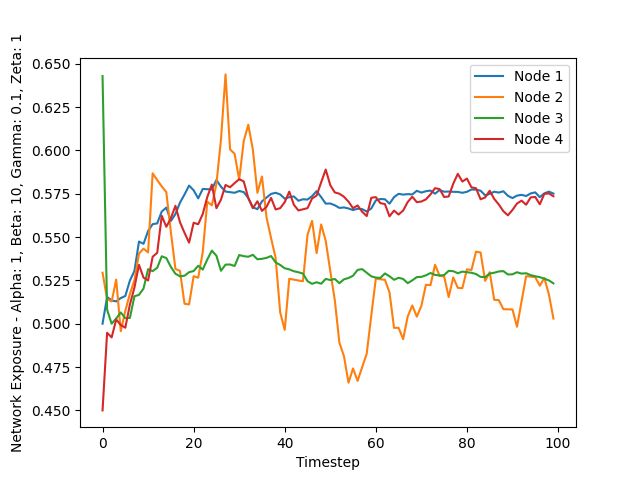 Network Exposure - Alpha: 1, Beta: 10, Gamma: 0.1, Zeta: 1
0.650
0.625
0.600
0.575
0.550
0.525
0.500
0.475
0.450
Node 1
Node 2
Node 3
Node 4
0 20 40 60 80 100
Timestep